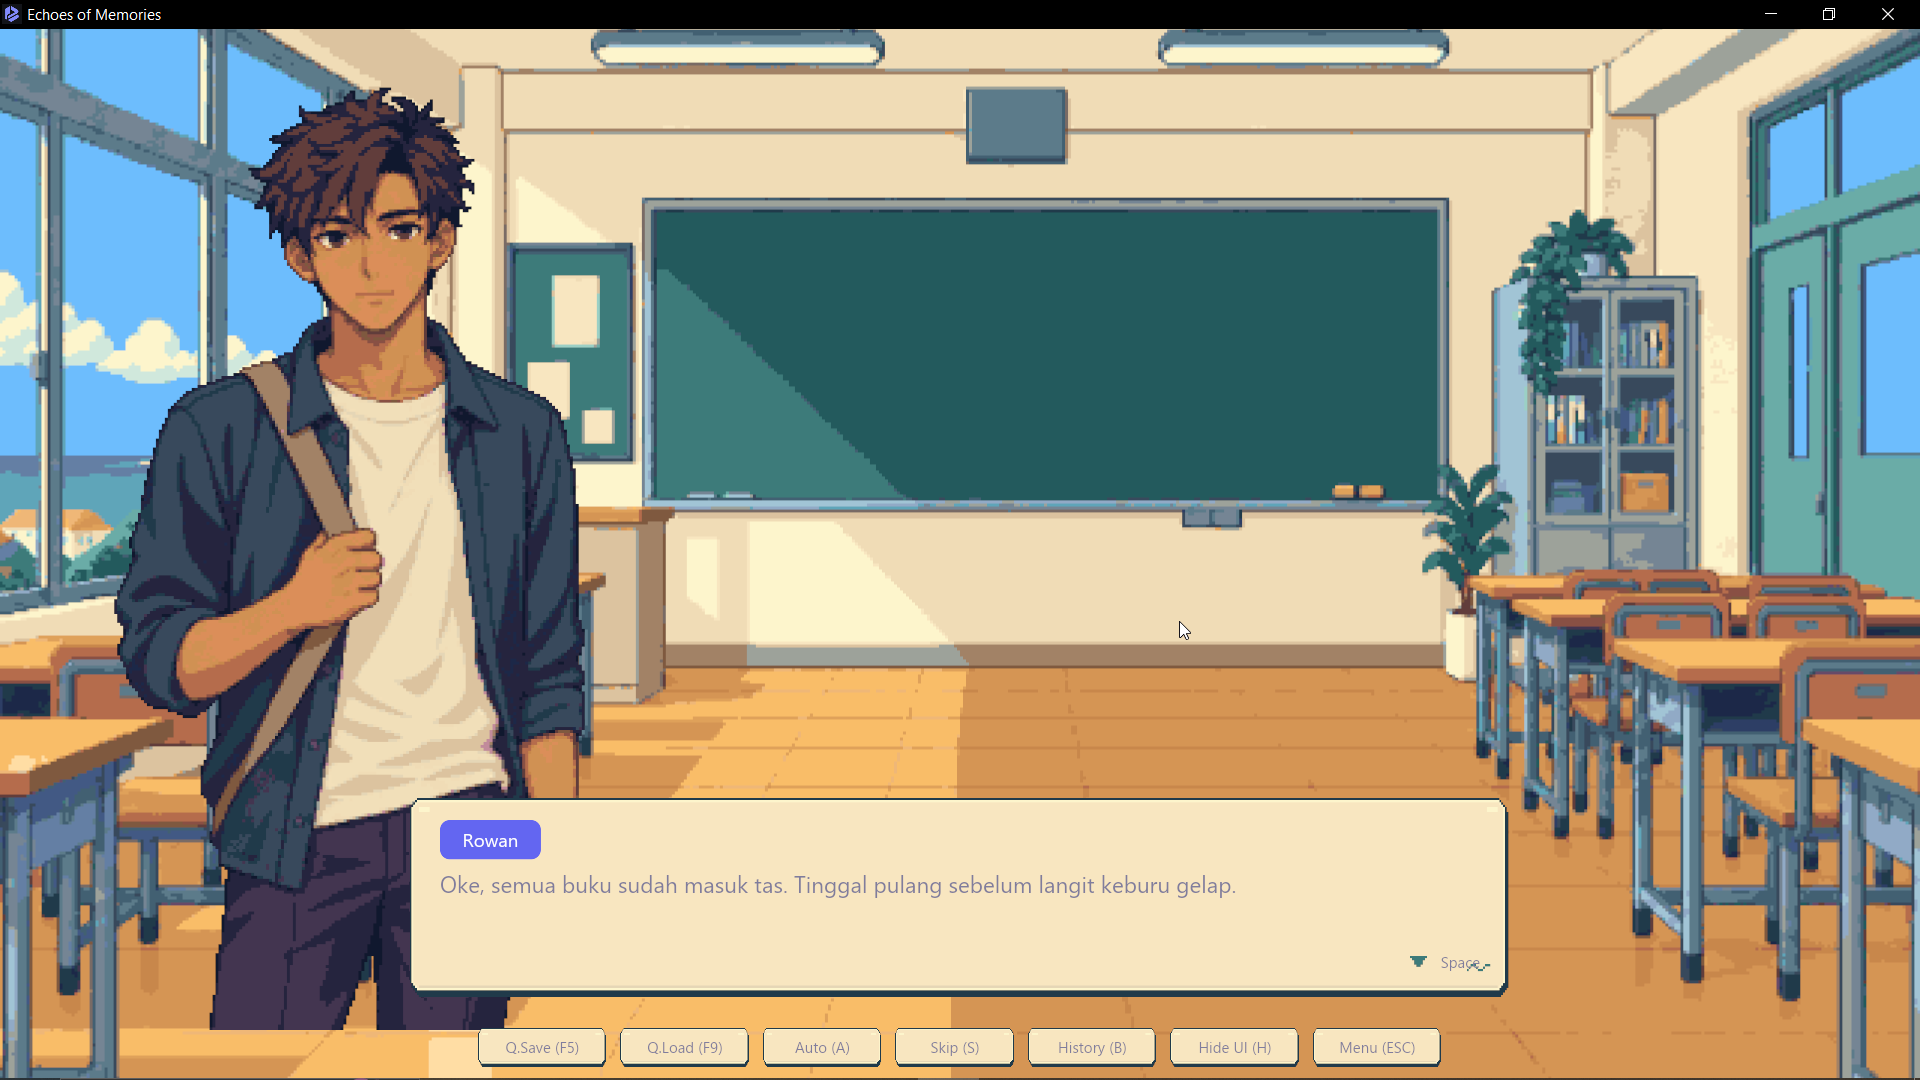 Echoes of Memories
Rowan
Oke, semua buku sudah masuk tas. Tinggal pulang sebelum langit keburu gelap.
Space
Q.Save (F5)
Q.Load (F9)
Auto (A)
Skip (S)
History (B)
Hide UI (H)
Menu (ESC)